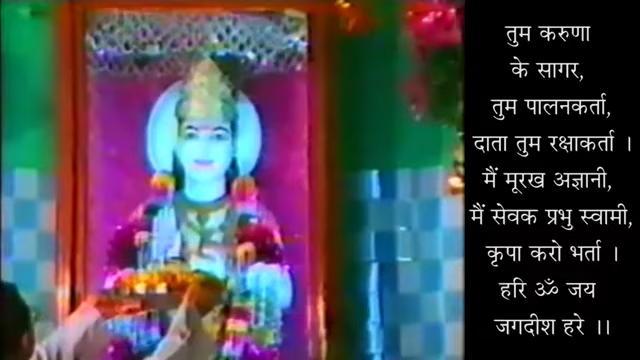 तुम करुणा
के सागर,
तुम पालनकर्ता,
दाता तुम रक्षाकर्ता ।
मैं मूरख अज्ञानी,
मैं सेवक प्रभु स्वामी,
कृपा करो भर्ता ।
हरि ॐ जय
जगदीश हरे ।।